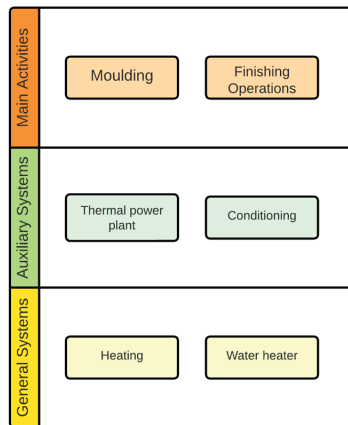 Main Activities
Moulding
Finishing
Operations
Auxiliary Systems
Thermal power
plant
Conditioning
General Systems
Heating
Water heater